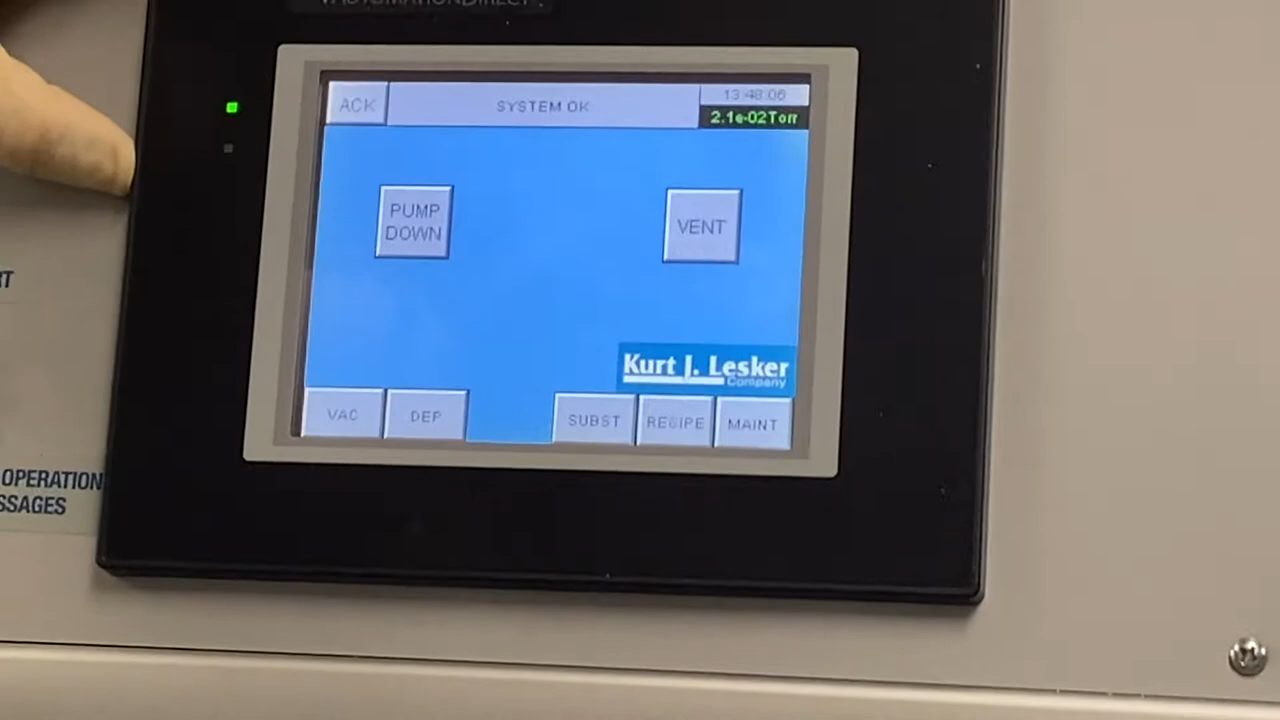 ACK
SYSTEM OK
13:48:06
2.1e-02Torr
PUMP
DOWN
VENT
Kurt J. Lesker
Company
VAC
DEP
SUBST
RECIPE
MAINT
RT
OPERATION
SSAGES